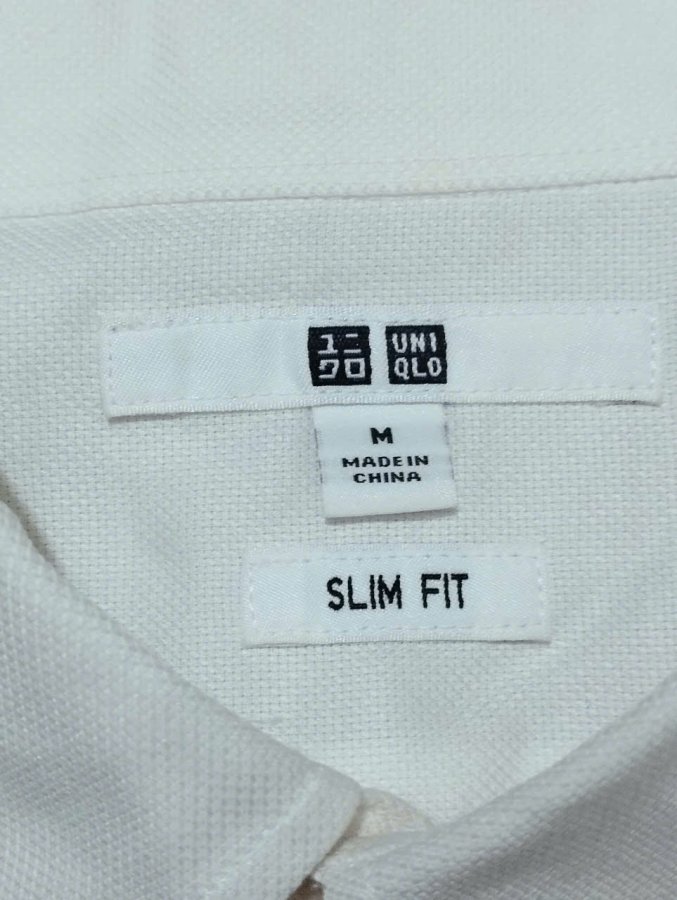 ユニ
クロ
UNI
QLO
M
MADE IN
CHINA
SLIM FIT